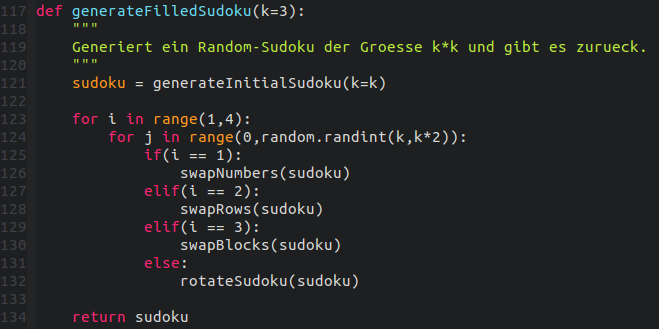 117 def generateFilledSudoku(k=3):
118     """
119     Generiert ein Random-Sudoku der Groesse k*k und gibt es zurueck.
120     """
121     sudoku = generateInitialSudoku(k=k)
122
123     for i in range(1,4):
124         for j in range(0,random.randint(k,k*2)):
125             if(i == 1):
126                 swapNumbers(sudoku)
127             elif(i == 2):
128                 swapRows(sudoku)
129             elif(i == 3):
130                 swapBlocks(sudoku)
131             else:
132                 rotateSudoku(sudoku)
133
134     return sudoku